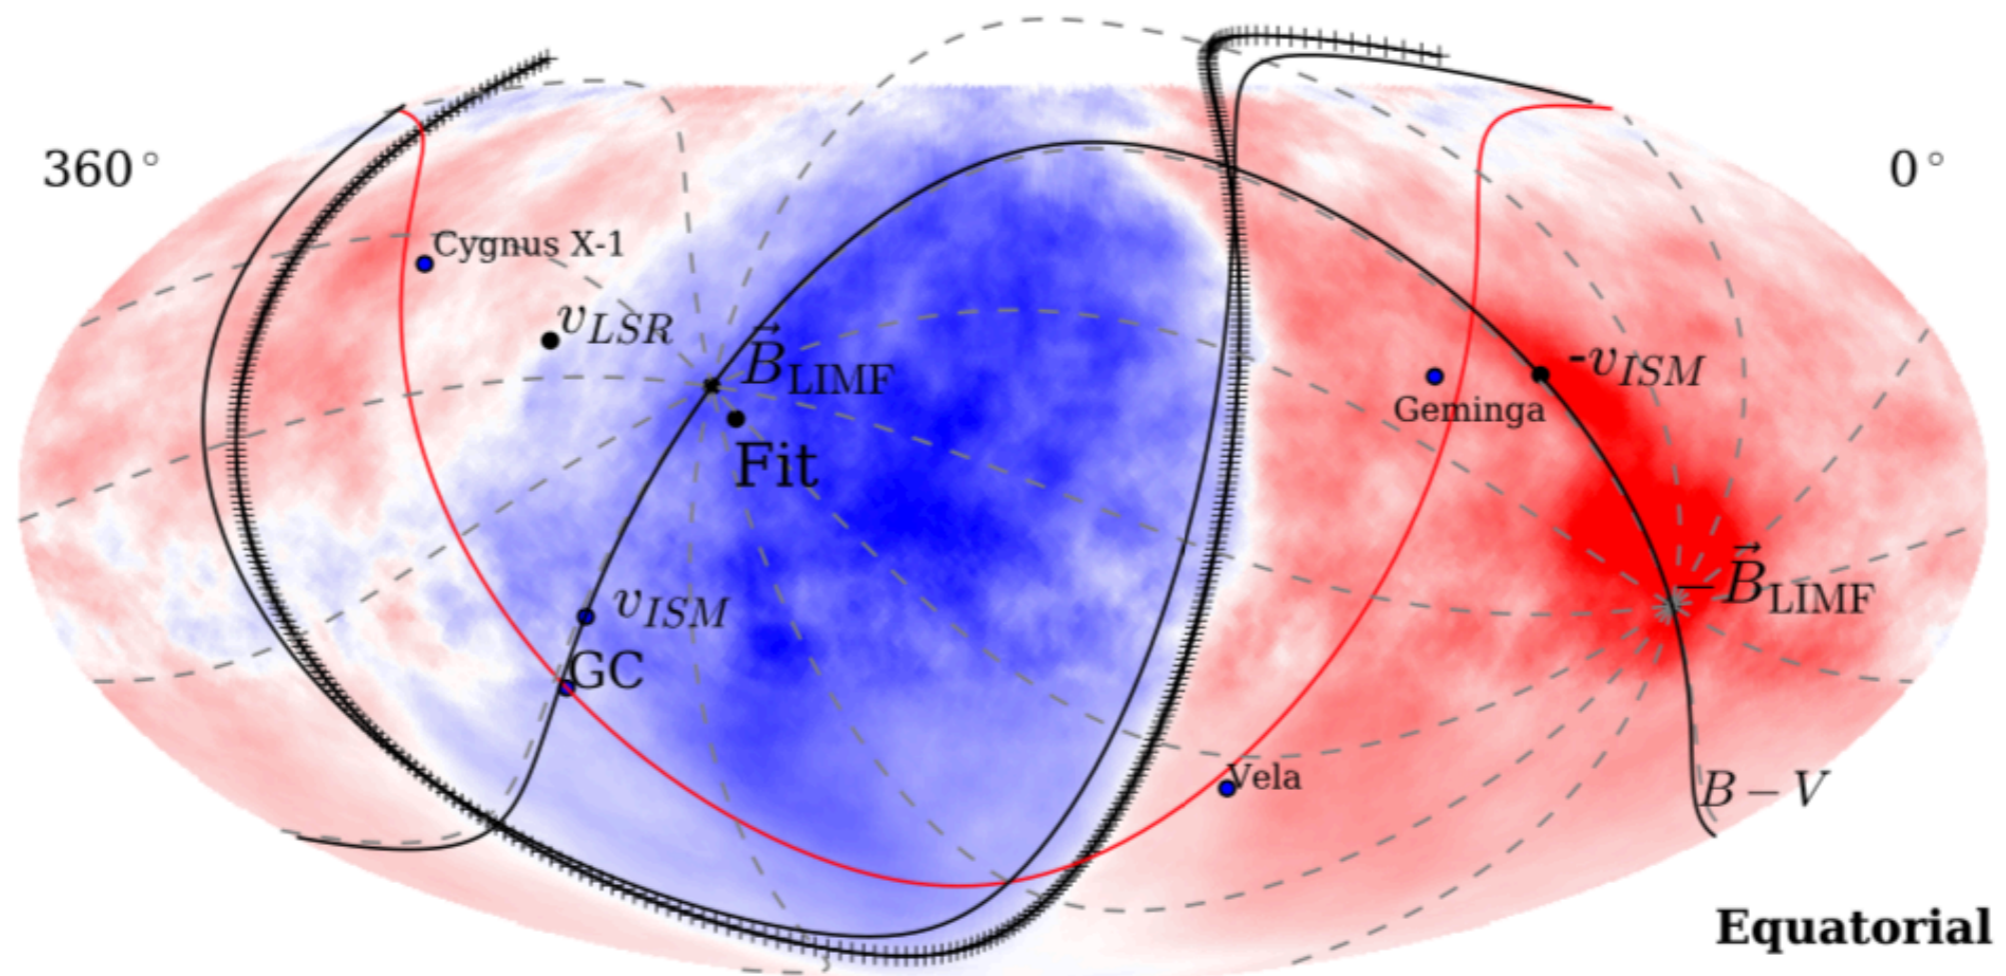 360°
0°
Cygnus X-1
v_LSR
B⃗_LIMF
-v_ISM
Geminga
Fit
−B⃗_LIMF
v_ISM
GC
Vela
B − V
Equatorial